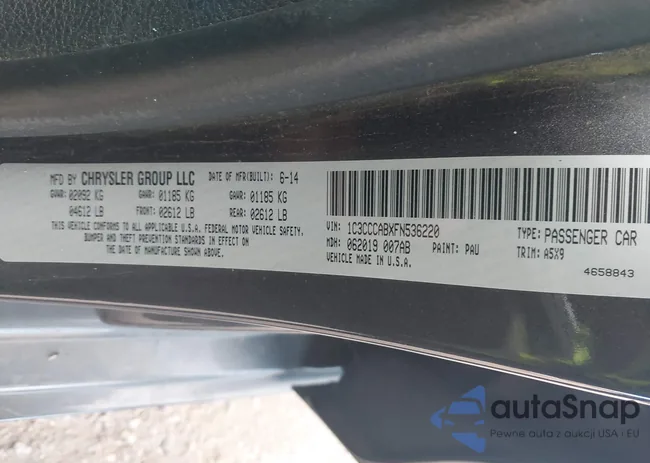 MFD BY CHRYSLER GROUP LLC DATE OF MFR(BUILT): 6-14
GVWR: 02092 KG GAWR: 01185 KG GAWR: 01185 KG
04612 LB FRONT: 02612 LB REAR: 02612 LB
THIS VEHICLE CONFORMS TO ALL APPLICABLE U.S.A. FEDERAL MOTOR VEHICLE SAFETY,
BUMPER AND THEFT PREVENTION STANDARDS IN EFFECT ON
THE DATE OF MANUFACTURE SHOWN ABOVE.
VIN: 1C3CCCABXFN536220 TYPE: PASSENGER CAR
MDH: 062019 007AB PAINT: PAU TRIM: A5X9
VEHICLE MADE IN U.S.A. 4658843
autaSnap
Pewne auta z aukcji USA i EU